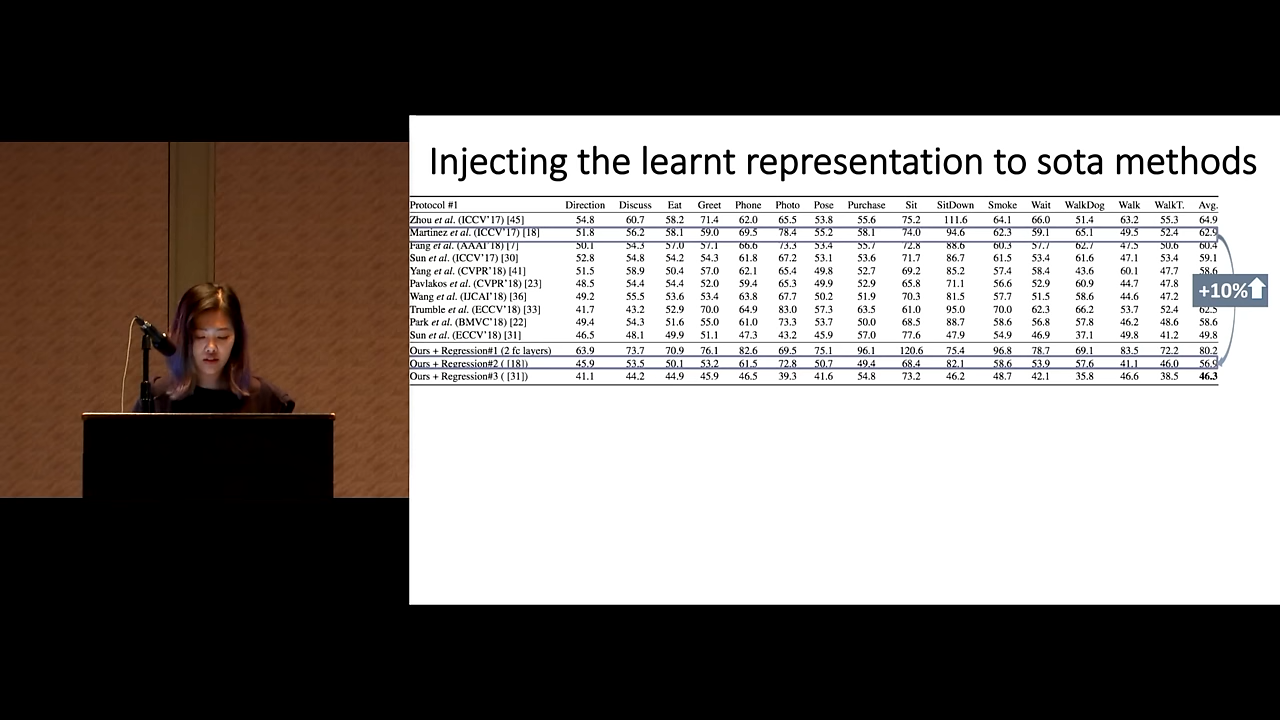 Injecting the learnt representation to sota methods
Protocol #1 Direction Discuss Eat Greet Phone Photo Pose Purchase Sit SitDown Smoke Wait WalkDog Walk WalkT. Avg.
Zhou et al. (ICCV'17) [45] 54.8 60.7 58.2 71.4 62.0 65.5 53.8 55.6 75.2 111.6 64.1 66.0 51.4 63.2 55.3 64.9
Martinez et al. (ICCV'17) [18] 51.8 56.2 58.1 59.0 69.5 78.4 55.2 58.1 74.0 94.6 62.3 59.1 65.1 49.5 52.4 62.9
Fang et al. (AAAI'18) [7] 50.1 54.3 57.0 57.1 66.6 73.3 53.4 55.7 72.8 88.6 60.3 57.7 62.7 47.5 50.6 60.4
Sun et al. (ICCV'17) [30] 52.8 54.8 54.2 54.3 61.8 67.2 53.1 53.6 71.7 86.7 61.5 53.4 61.6 47.1 53.4 59.1
Yang et al. (CVPR'18) [41] 51.5 58.9 50.4 57.0 62.1 65.4 49.8 52.7 69.2 85.2 57.4 58.4 43.6 60.1 47.7 58.6
Pavlakos et al. (CVPR'18) [23] 48.5 54.4 54.4 52.0 59.4 65.3 49.9 52.9 65.8 71.1 56.6 52.9 60.9 44.7 47.8
Wang et al. (IJCAI'18) [36] 49.2 55.5 53.6 53.4 63.8 67.7 50.2 51.9 70.3 81.5 57.7 51.5 58.6 44.6 47.2
Trumble et al. (ECCV'18) [33] 41.7 43.2 52.9 70.0 64.9 83.0 57.3 63.5 61.0 95.0 70.0 62.3 66.2 53.7 52.4 62.5
Park et al. (BMVC'18) [22] 49.4 54.3 51.6 55.0 61.0 73.3 53.7 50.0 68.5 88.7 58.6 56.8 57.8 46.2 48.6 58.6
Sun et al. (ECCV'18) [31] 46.5 48.1 49.9 51.1 47.3 43.2 45.9 57.0 77.6 47.9 54.9 46.9 37.1 49.8 41.2 49.8
Ours + Regression#1 (2 fc layers) 63.9 73.7 70.9 76.1 82.6 69.5 75.1 96.1 120.6 75.4 96.8 78.7 69.1 83.5 72.2 80.2
Ours + Regression#2 ( [18]) 45.9 53.5 50.1 53.2 61.5 72.8 50.7 49.4 68.4 82.1 58.6 53.9 57.6 41.1 46.0 56.9
Ours + Regression#3 ( [31]) 41.1 44.2 44.9 45.9 46.5 39.3 41.6 54.8 73.2 46.2 48.7 42.1 35.8 46.6 38.5 46.3
+10%